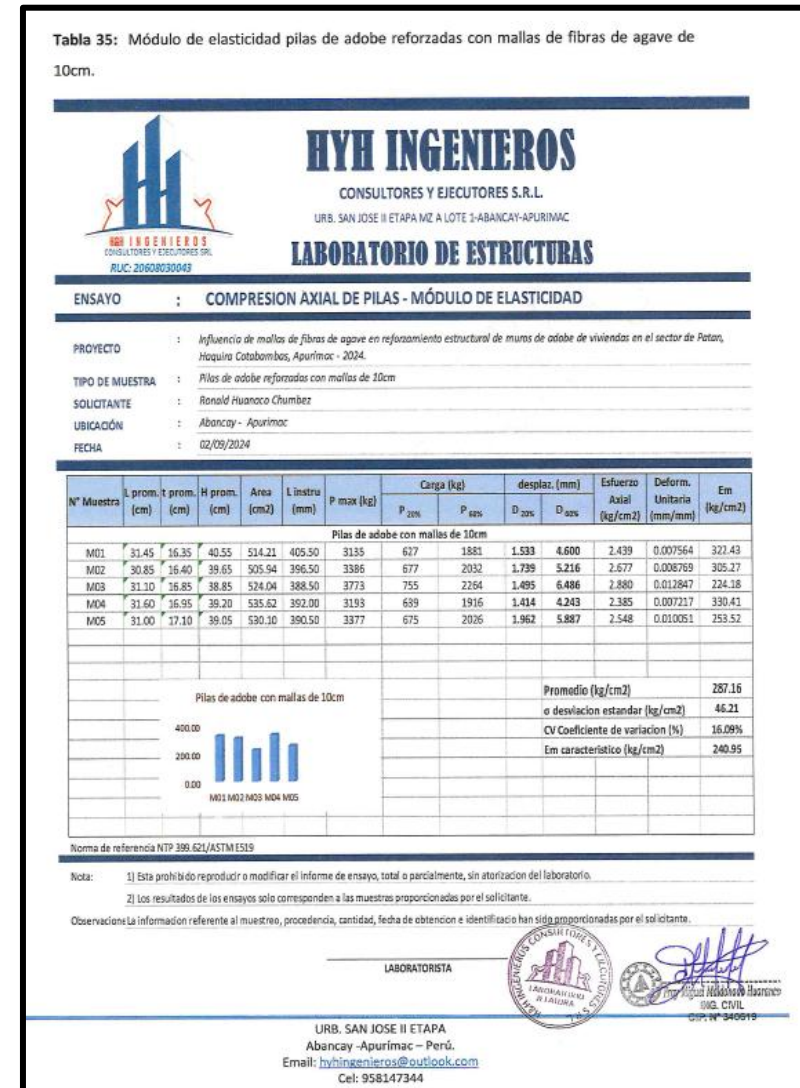 Tabla 35: Módulo de elasticidad pilas de adobe reforzadas con mallas de fibras de agave de
10cm.
HYH INGENIEROS
CONSULTORES Y EJECUTORES S.R.L.
URB. SAN JOSE II ETAPA MZ A LOTE 1-ABANCAY-APURIMAC
LABORATORIO DE ESTRUCTURAS
H&H INGENIEROS
CONSULTORES Y EJECUTORES SRL
RUC: 20608030043
ENSAYO : COMPRESION AXIAL DE PILAS - MÓDULO DE ELASTICIDAD
PROYECTO : Influencia de mallas de fibras de agave en reforzamiento estructural de muros de adobe de viviendas en el sector de Patan,
Haquira Cotabambas, Apurímac - 2024.
TIPO DE MUESTRA : Pilas de adobe reforzadas con mallas de 10cm
SOLICITANTE : Ronald Huanaco Chumbez
UBICACIÓN : Abancay - Apurimac
FECHA : 02/09/2024
N° Muestra L prom. (cm) t prom. (cm) H prom. (cm) Area (cm2) L instru (mm) P max (kg) Carga (kg) P 20% P 60% desplaz. (mm) D 20% D 60% Esfuerzo Axial (kg/cm2) Deform. Unitaria (mm/mm) Em (kg/cm2)
Pilas de adobe con mallas de 10cm
M01 31.45 16.35 40.55 514.21 405.50 3135 627 1881 1.533 4.600 2.439 0.007564 322.43
M02 30.85 16.40 39.65 505.94 396.50 3386 677 2032 1.739 5.216 2.677 0.008769 305.27
M03 31.10 16.85 38.85 524.04 388.50 3773 755 2264 1.495 6.486 2.880 0.012847 224.18
M04 31.60 16.95 39.20 535.62 392.00 3193 639 1916 1.414 4.243 2.385 0.007217 330.41
M05 31.00 17.10 39.05 530.10 390.50 3377 675 2026 1.962 5.887 2.548 0.010051 253.52
Promedio (kg/cm2) 287.16
σ desviacion estandar (kg/cm2) 46.21
CV Coeficiente de variacion (%) 16.09%
Em caracteristico (kg/cm2) 240.95
Pilas de adobe con mallas de 10cm
400.00
200.00
0.00
M01 M02 M03 M04 M05
Norma de referencia NTP 399.621/ASTM E519
Nota: 1) Esta prohibido reproducir o modificar el informe de ensayo, total o parcialmente, sin atorizacion del laboratorio.
2) Los resultados de los ensayos solo corresponden a las muestras proporcionadas por el solicitante.
Observacione La informacion referente al muestreo, procedencia, cantidad, fecha de obtencion e identificacio han sido proporcionadas por el solicitante.
LABORATORISTA
ING. CIVIL
CIP. N° 340619
URB. SAN JOSE II ETAPA
Abancay -Apurimac – Perú.
Email: hyhingenieros@outlook.com
Cel: 958147344